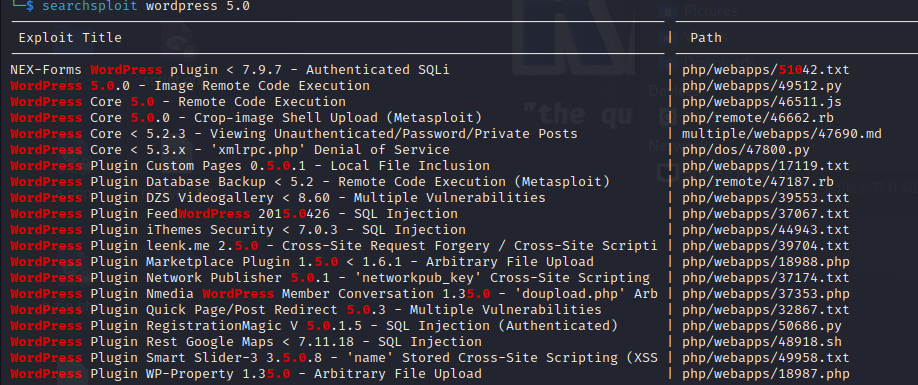 └─$ searchsploit wordpress 5.0
Exploit Title | Path
NEX-Forms WordPress plugin < 7.9.7 - Authenticated SQLi | php/webapps/51042.txt
WordPress 5.0.0 - Image Remote Code Execution | php/webapps/49512.py
WordPress Core 5.0 - Remote Code Execution | php/webapps/46511.js
WordPress Core 5.0.0 - Crop-image Shell Upload (Metasploit) | php/remote/46662.rb
WordPress Core < 5.2.3 - Viewing Unauthenticated/Password/Private Posts | multiple/webapps/47690.md
WordPress Core < 5.3.x - 'xmlrpc.php' Denial of Service | php/dos/47800.py
WordPress Plugin Custom Pages 0.5.0.1 - Local File Inclusion | php/webapps/17119.txt
WordPress Plugin Database Backup < 5.2 - Remote Code Execution (Metasploit) | php/remote/47187.rb
WordPress Plugin DZS Videogallery < 8.60 - Multiple Vulnerabilities | php/webapps/39553.txt
WordPress Plugin FeedWordPress 2015.0426 - SQL Injection | php/webapps/37067.txt
WordPress Plugin iThemes Security < 7.0.3 - SQL Injection | php/webapps/44943.txt
WordPress Plugin leenk.me 2.5.0 - Cross-Site Request Forgery / Cross-Site Scripti | php/webapps/39704.txt
WordPress Plugin Marketplace Plugin 1.5.0 < 1.6.1 - Arbitrary File Upload | php/webapps/18988.php
WordPress Plugin Network Publisher 5.0.1 - 'networkpub_key' Cross-Site Scripting | php/webapps/37174.txt
WordPress Plugin Nmedia WordPress Member Conversation 1.35.0 - 'doupload.php' Arb | php/webapps/37353.php
WordPress Plugin Quick Page/Post Redirect 5.0.3 - Multiple Vulnerabilities | php/webapps/32867.txt
WordPress Plugin RegistrationMagic V 5.0.1.5 - SQL Injection (Authenticated) | php/webapps/50686.py
WordPress Plugin Rest Google Maps < 7.11.18 - SQL Injection | php/webapps/48918.sh
WordPress Plugin Smart Slider-3 3.5.0.8 - 'name' Stored Cross-Site Scripting (XSS | php/webapps/49958.txt
WordPress Plugin WP-Property 1.35.0 - Arbitrary File Upload | php/webapps/18987.php
Pictures
"the qu